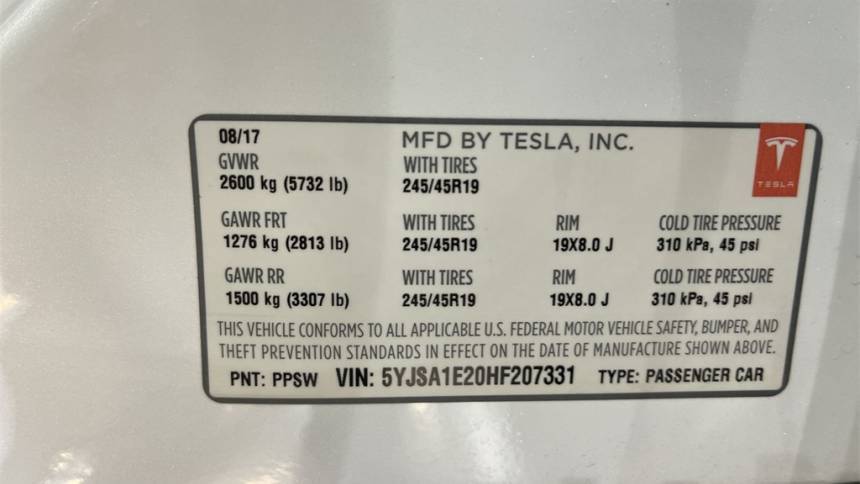 08/17 MFD BY TESLA, INC.
GVWR WITH TIRES
2600 kg (5732 lb) 245/45R19
TESLA
GAWR FRT WITH TIRES RIM COLD TIRE PRESSURE
1276 kg (2813 lb) 245/45R19 19X8.0 J 310 kPa, 45 psi
GAWR RR WITH TIRES RIM COLD TIRE PRESSURE
1500 kg (3307 lb) 245/45R19 19X8.0 J 310 kPa, 45 psi
THIS VEHICLE CONFORMS TO ALL APPLICABLE U.S. FEDERAL MOTOR VEHICLE SAFETY, BUMPER, AND
THEFT PREVENTION STANDARDS IN EFFECT ON THE DATE OF MANUFACTURE SHOWN ABOVE.
PNT: PPSW VIN: 5YJSA1E20HF207331 TYPE: PASSENGER CAR